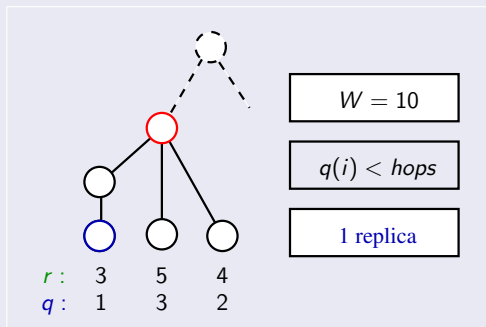 W = 10
q(i) < hops
1 replica
r : 3 5 4
q : 1 3 2